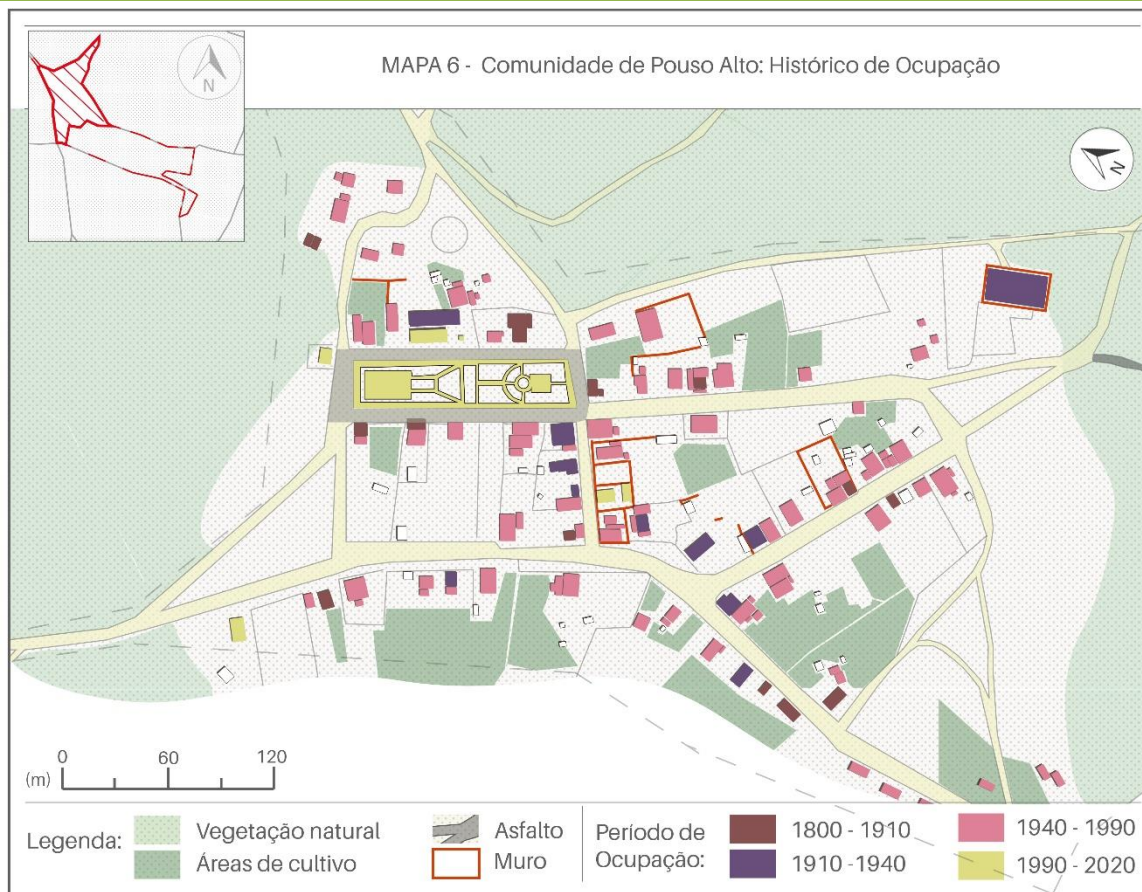 MAPA 6 - Comunidade de Pouso Alto: Histórico de Ocupação
N
N
0 60 120
(m)
Legenda:
Vegetação natural
Áreas de cultivo
Asfalto
Muro
Período de
Ocupação:
1800 - 1910
1910 -1940
1940 - 1990
1990 - 2020